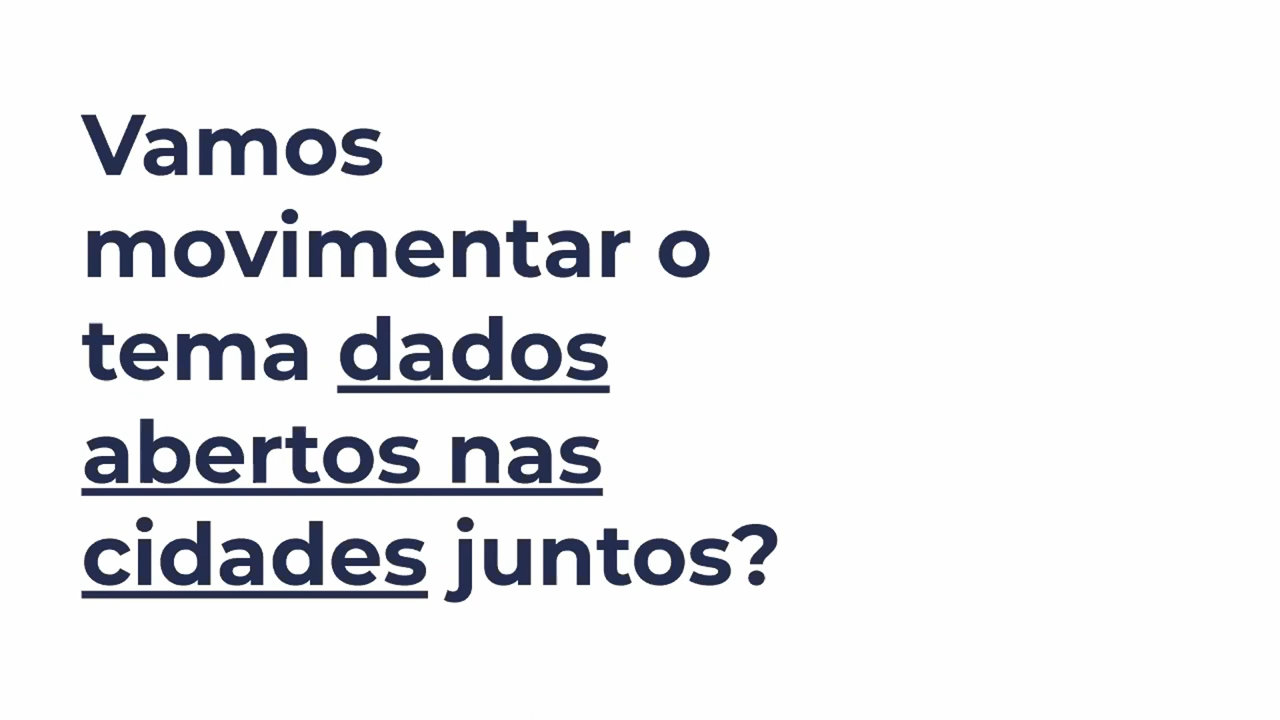 Vamos
movimentar o
tema dados
abertos nas
cidades juntos?